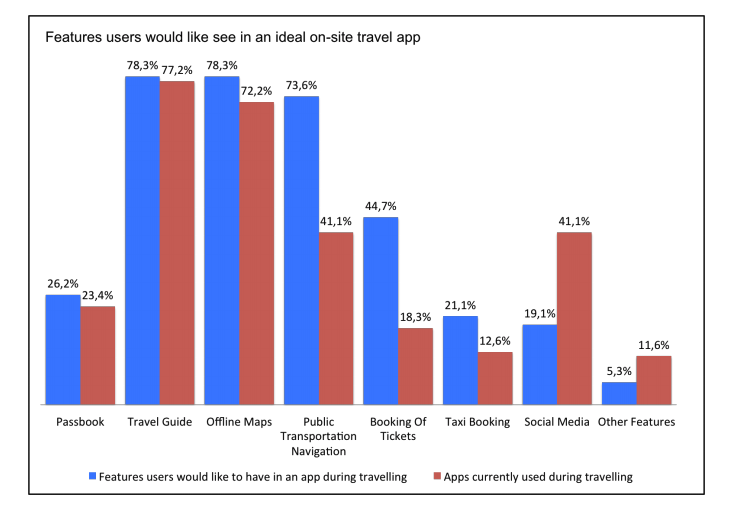 Features users would like see in an ideal on-site travel app
78,3% 77,2% 78,3% 72,2% 73,6% 41,1% 44,7% 18,3% 26,2% 23,4% 21,1% 12,6% 19,1% 41,1% 5,3% 11,6%
Passbook Travel Guide Offline Maps Public Booking Of Taxi Booking Social Media Other Features
Transportation Tickets
Navigation
Features users would like to have in an app during travelling Apps currently used during travelling